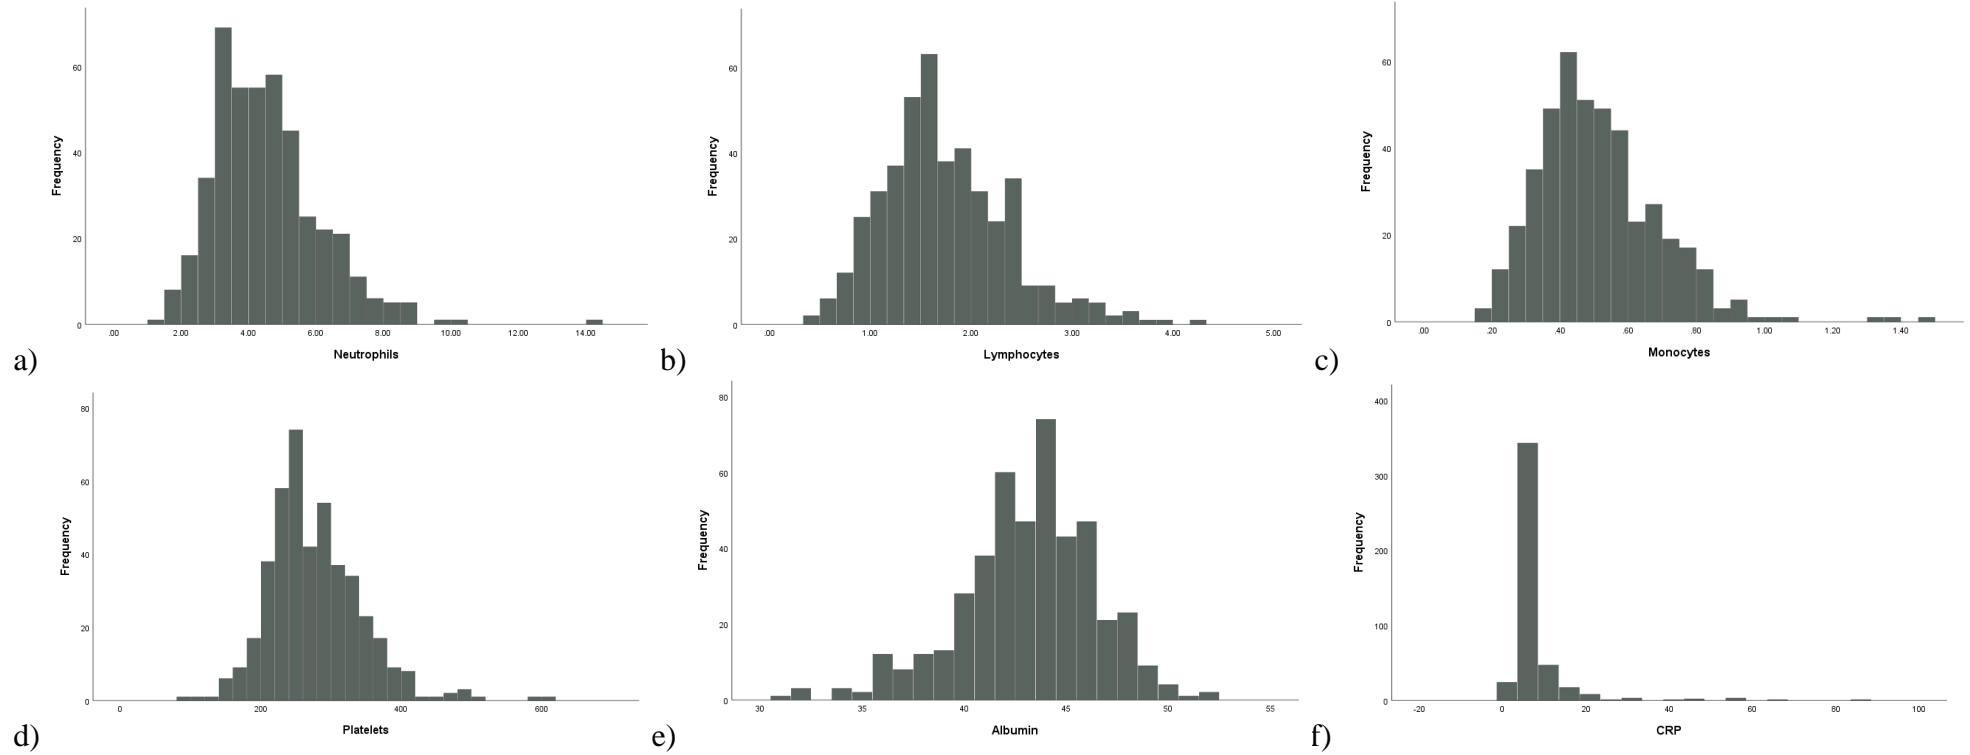 60
40
20
0
Frequency
.00 2.00 4.00 6.00 8.00 10.00 12.00 14.00
Neutrophils
a)
60
40
20
0
Frequency
.00 1.00 2.00 3.00 4.00 5.00
Lymphocytes
b)
60
40
20
0
Frequency
.00 .20 .40 .60 .80 1.00 1.20 1.40
Monocytes
c)
80
60
40
20
0
Frequency
0 200 400 600
Platelets
d)
80
60
40
20
0
Frequency
30 35 40 45 50 55
Albumin
e)
400
300
200
100
0
Frequency
-20 0 20 40 60 80 100
CRP
f)